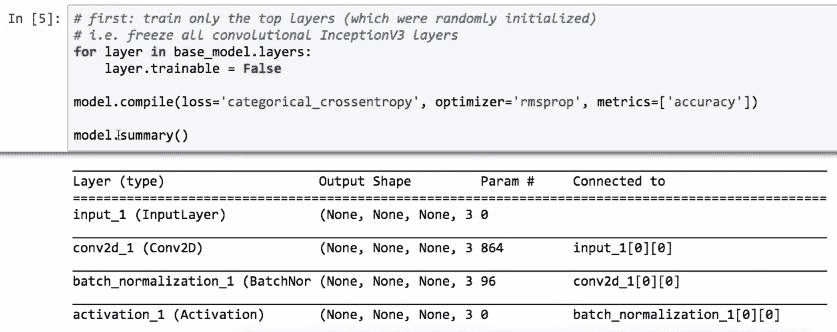 In [5]: # first: train only the top layers (which were randomly initialized)
# i.e. freeze all convolutional InceptionV3 layers
for layer in base_model.layers:
    layer.trainable = False
model.compile(loss='categorical_crossentropy', optimizer='rmsprop', metrics=['accuracy'])
model.summary()
Layer (type) Output Shape Param # Connected to
input_1 (InputLayer) (None, None, None, 3 0
conv2d_1 (Conv2D) (None, None, None, 3 864 input_1[0][0]
batch_normalization_1 (BatchNor (None, None, None, 3 96 conv2d_1[0][0]
activation_1 (Activation) (None, None, None, 3 0 batch_normalization_1[0][0]